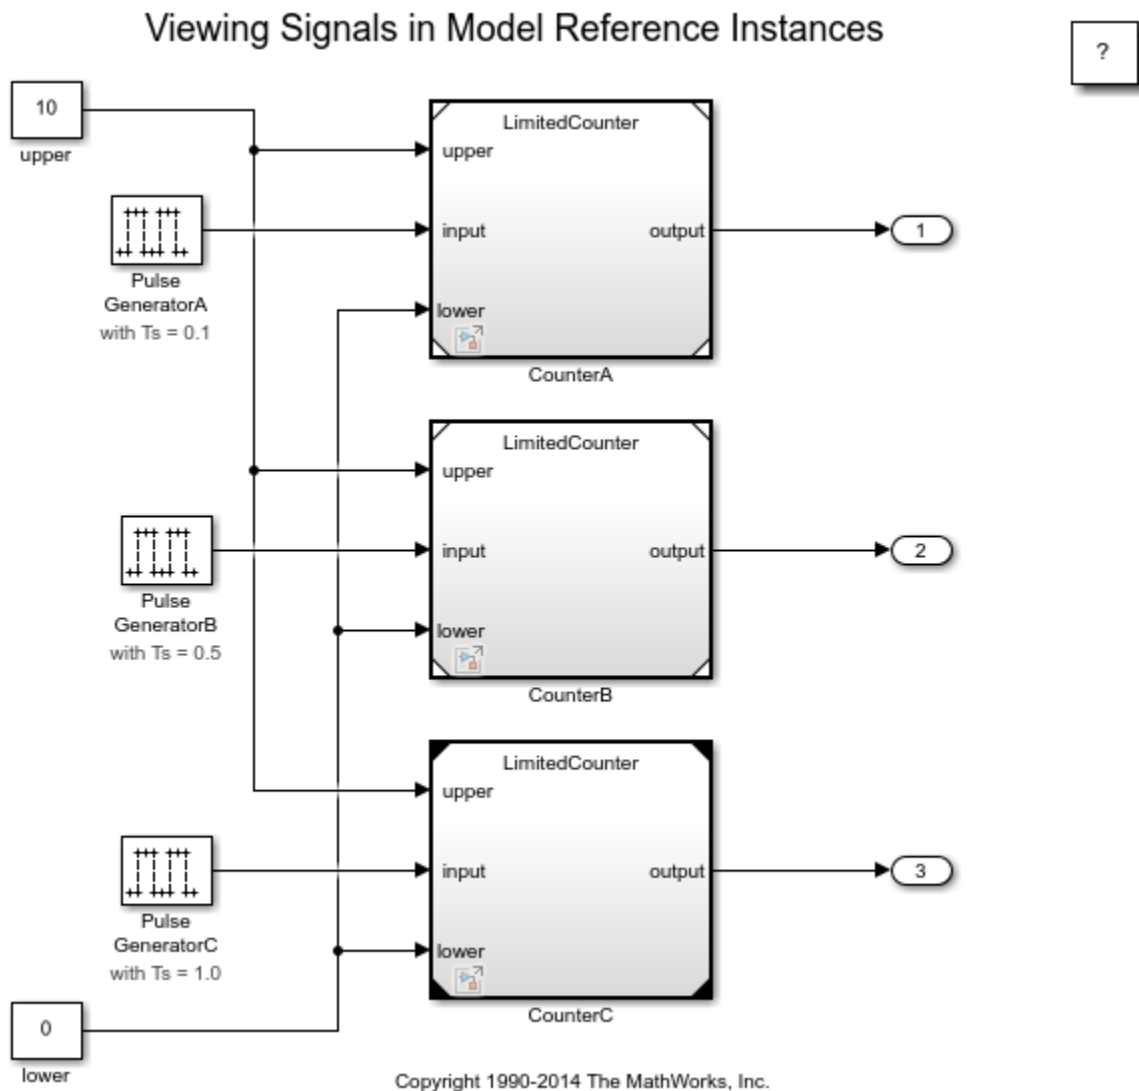 Viewing Signals in Model Reference Instances
?
10
upper
LimitedCounter
upper
input
output
lower
CounterA
1
Pulse
GeneratorA
with Ts = 0.1
LimitedCounter
upper
input
output
lower
CounterB
2
Pulse
GeneratorB
with Ts = 0.5
LimitedCounter
upper
input
output
lower
CounterC
3
Pulse
GeneratorC
with Ts = 1.0
0
lower
Copyright 1990-2014 The MathWorks, Inc.